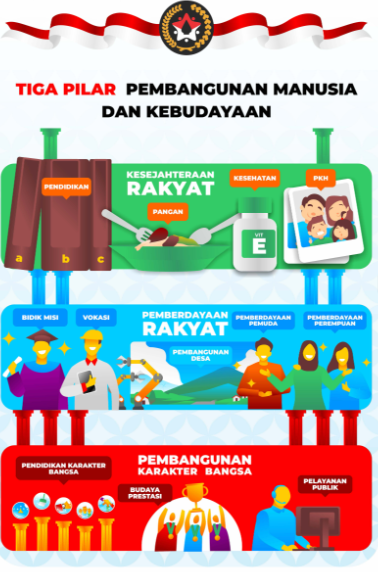 TIGA PILAR PEMBANGUNAN MANUSIA
DAN KEBUDAYAAN
KESEJAHTERAAN
RAKYAT
PENDIDIKAN
PANGAN
KESEHATAN
PKH
a b c
VIT
E
BIDIK MISI
VOKASI
PEMBERDAYAAN
RAKYAT
PEMBANGUNAN
DESA
PEMBERDAYAAN
PEMUDA
PEMBERDAYAAN
PEREMPUAN
PEMBANGUNAN
KARAKTER BANGSA
PENDIDIKAN KARAKTER
BANGSA
BUDAYA
PRESTASI
PELAYANAN
PUBLIK